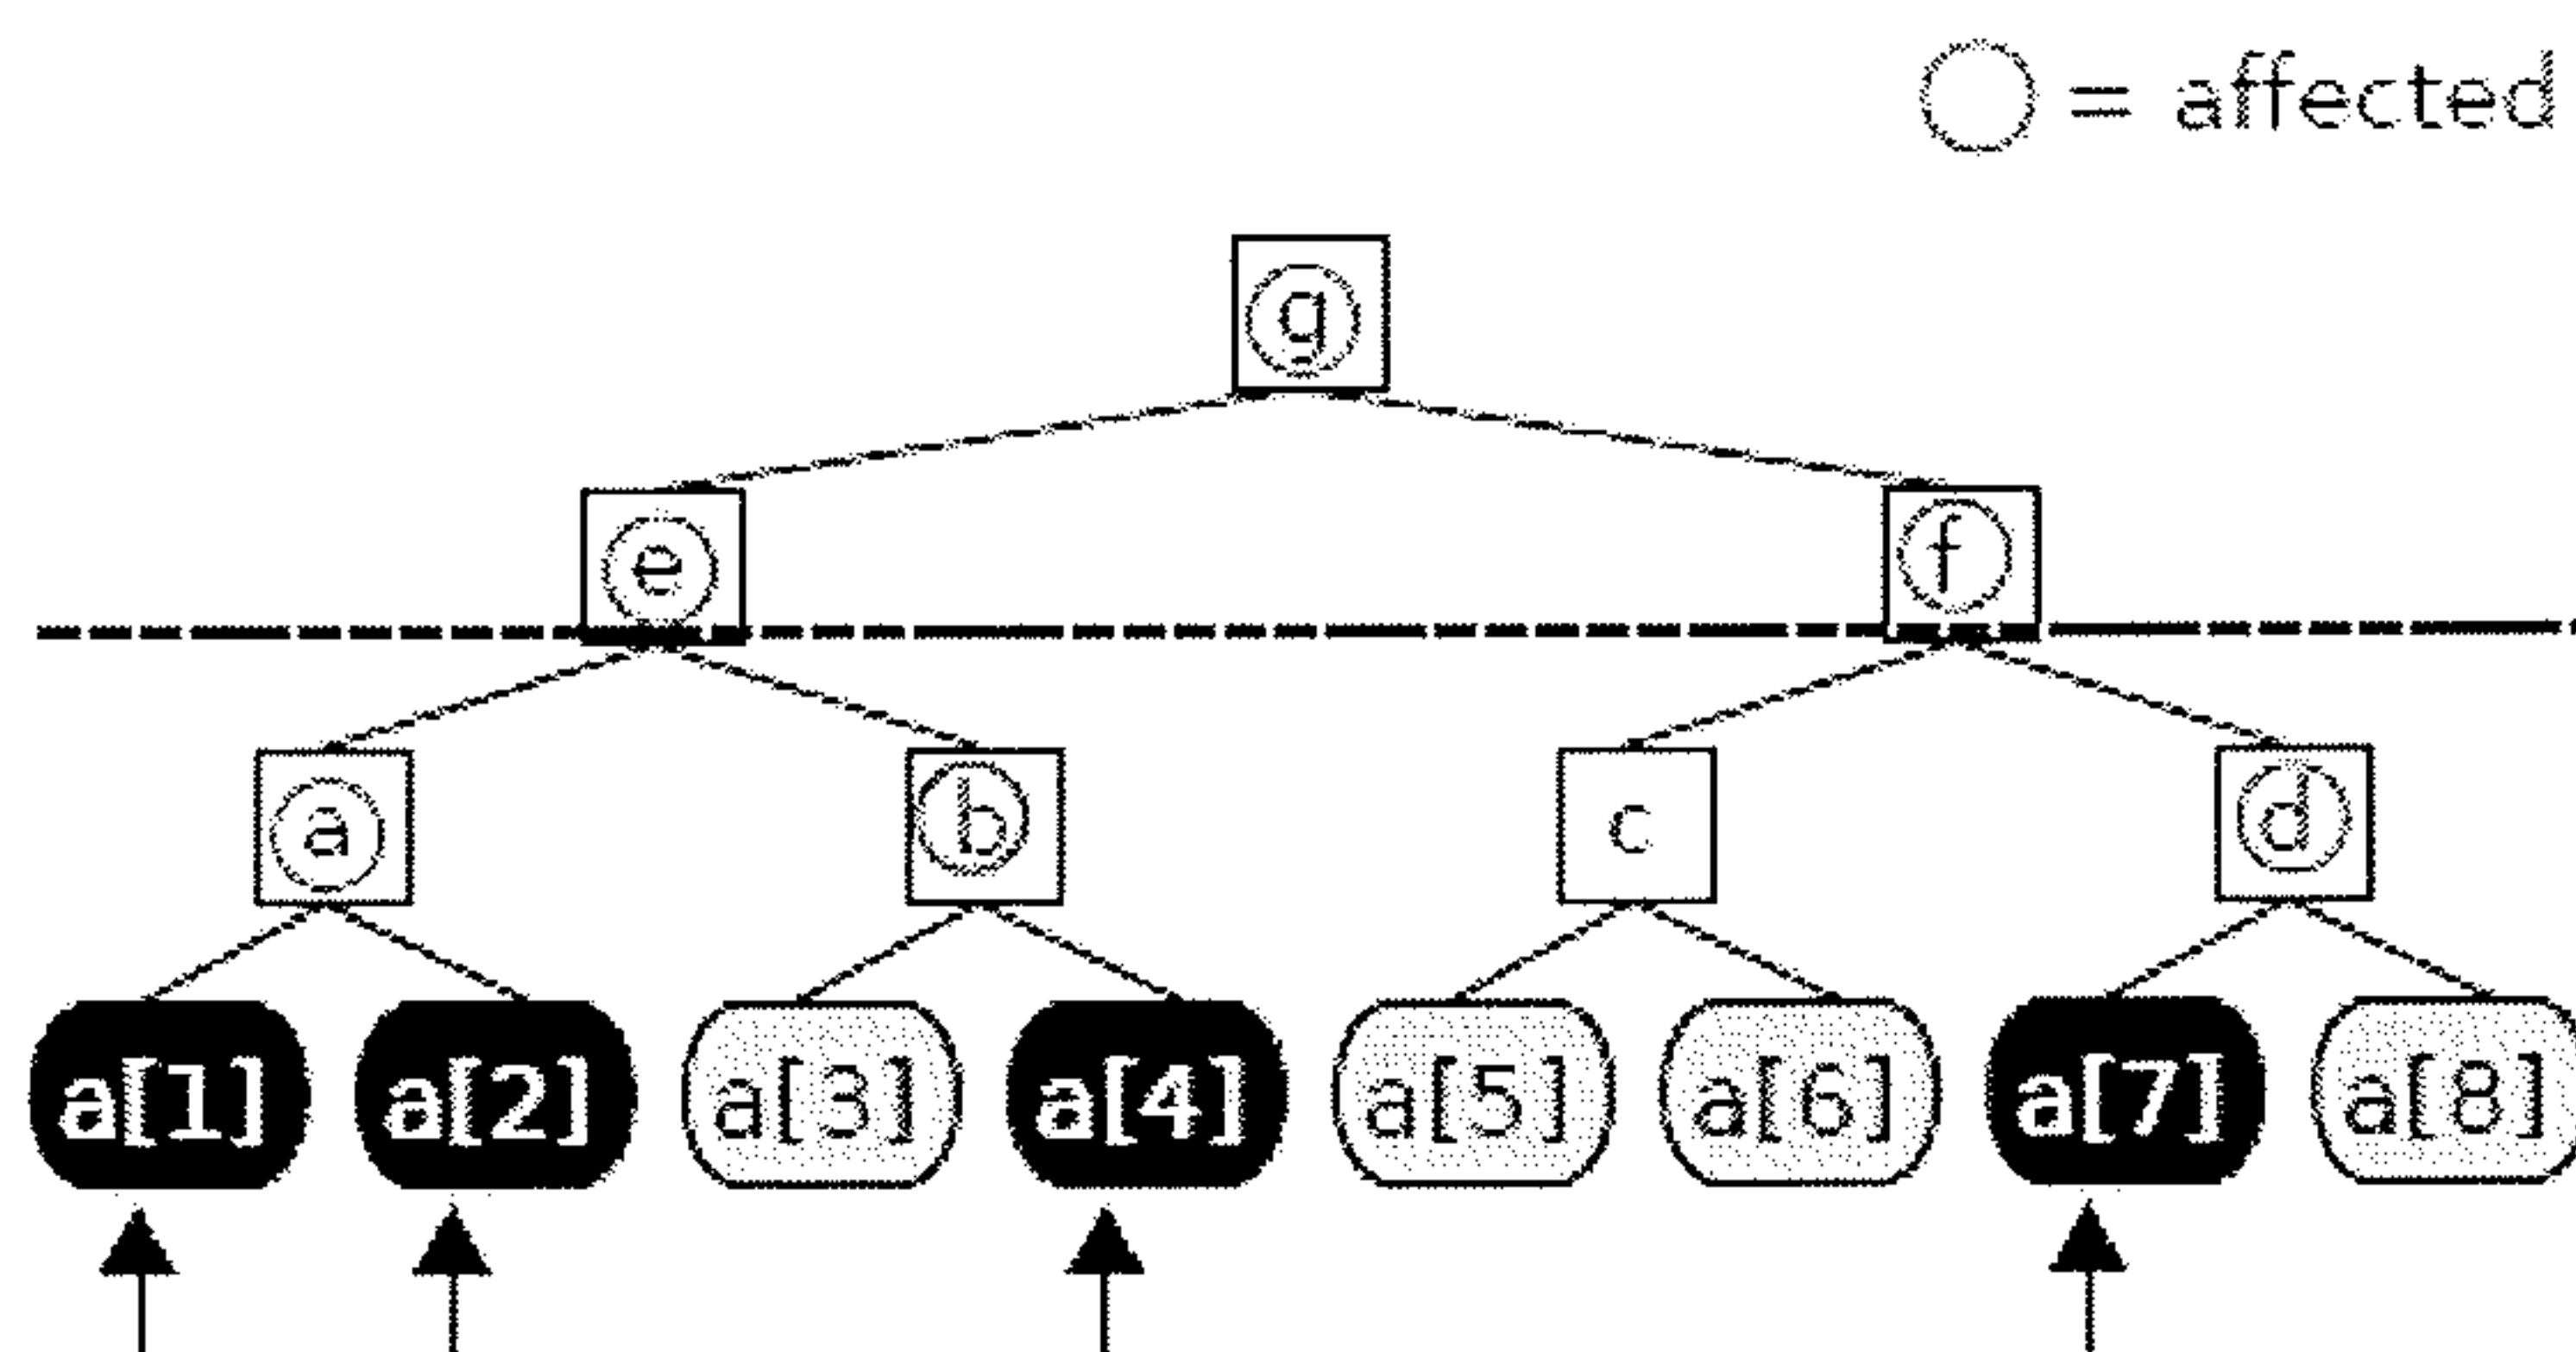 = affected
g
e f
a b c d
a[1] a[2] a[3] a[4] a[5] a[6] a[7] a[8]